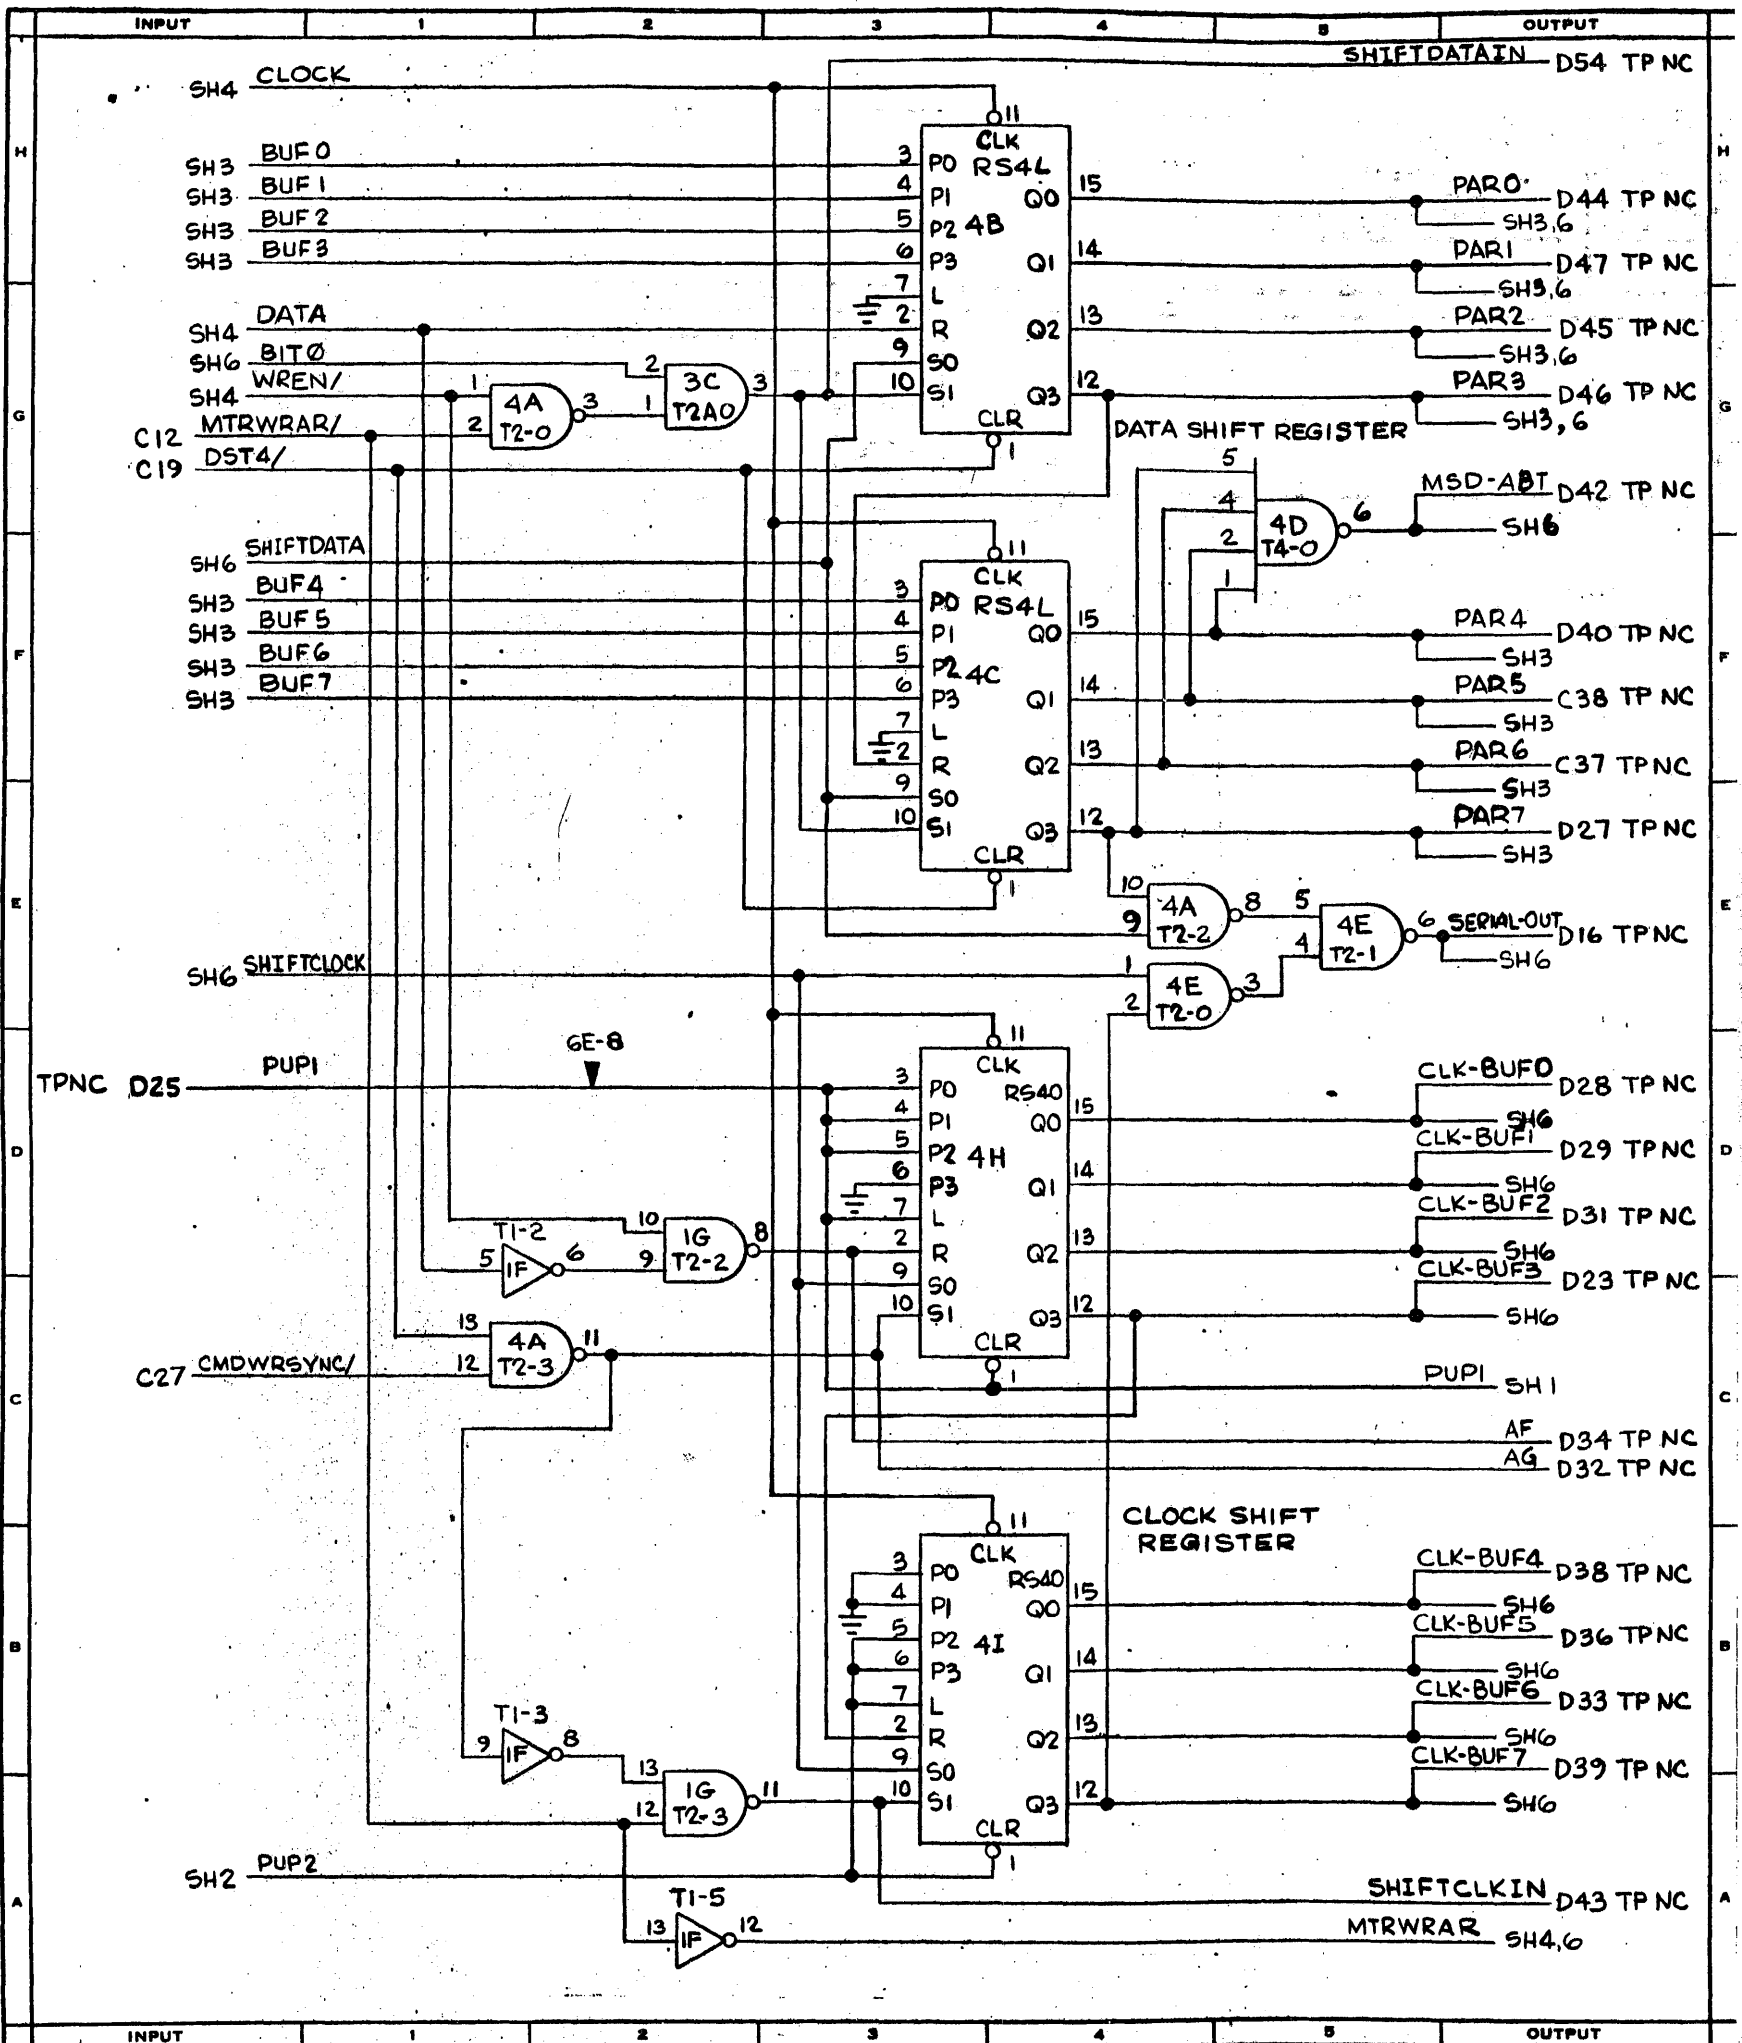 INPUT 1 2 3 4 5 OUTPUT
SHIFTDATAIN D54 TP NC
SH4 CLOCK
11
CLK
H H
SH3 BUF0 3 P0 RS4L
SH3 BUF1 4 P1 Q0 15 PAR0 D44 TP NC
SH3,6
SH3 BUF2 5 P2 4B
SH3 BUF3 6 P3 Q1 14 PAR1 D47 TP NC
7 L SH3,6
SH4 DATA 2 R Q2 13 PAR2 D45 TP NC
SH6 BITØ 2 3C 3 9 S0 SH3,6
SH4 WREN/ 1 4A 3 1 T2A0 10 S1 Q3 12 PAR3 D46 TP NC
G G
C12 MTRWRAR/ 2 T2-0 CLR SH3,6
DATA SHIFT REGISTER
C19 DST4/ 1
5 MSD-ABT D42 TP NC
4 4D 6
2 T4-0 SH6
1
SH6 SHIFTDATA 11
CLK
SH3 BUF4 3 P0 RS4L
SH3 BUF5 4 P1 Q0 15 PAR4 D40 TP NC
F F
SH3 BUF6 5 P2 4C SH3
SH3 BUF7 6 P3 Q1 14 PAR5 C38 TP NC
7 L SH3
2 R Q2 13 PAR6 C37 TP NC
9 S0 SH3
10 S1 Q3 12 PAR7 D27 TP NC
CLR SH3
1
E E
10 4A 8 5 4E 6 SERIAL-OUT D16 TP NC
9 T2-2 4 T2-1 SH6
SH6 SHIFTCLOCK 1 4E 3
2 T2-0
11
6E-8 CLK
TPNC D25 PUP1 3 P0 RS40 CLK-BUF0 D28 TP NC
4 P1 Q0 15 SH6
D D
5 P2 4H CLK-BUF1 D29 TP NC
6 P3 Q1 14 SH6
7 L CLK-BUF2 D31 TP NC
T1-2 10 1G 8 2 R Q2 13 SH6
5 1F 6 9 T2-2 9 S0 CLK-BUF3 D23 TP NC
10 S1 Q3 12 SH6
13 4A 11 CLR
C27 CMDWRSYNC/ 12 T2-3 1 PUP1 SH1
C C
AF D34 TP NC
AG D32 TP NC
CLOCK SHIFT
REGISTER
11
CLK
3 P0 RS40 CLK-BUF4 D38 TP NC
4 P1 Q0 15 SH6
5 P2 4I CLK-BUF5 D36 TP NC
B B
6 P3 Q1 14 SH6
7 L CLK-BUF6 D33 TP NC
T1-3 2 R Q2 13 SH6
9 1F 8 9 S0 CLK-BUF7 D39 TP NC
13 1G 11 10 S1 Q3 12 SH6
12 T2-3 CLR
SH2 PUP2 1
A A
SHIFTCLKIN D43 TP NC
T1-5
13 1F 12 MTRWRAR SH4,6
INPUT 1 2 3 4 5 OUTPUT